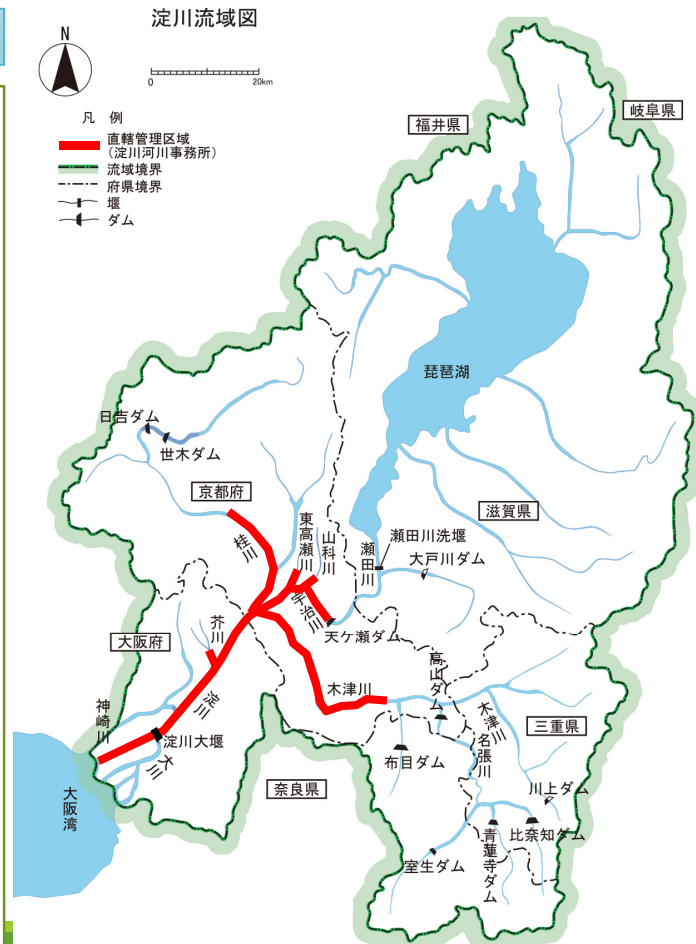 淀川流域図
N
0
20km
凡 例
直轄管理区域
(淀川河川事務所)
流域境界
府県境界
堰
ダム
福井県
岐阜県
琵琶湖
日吉ダム
世木ダム
京都府
滋賀県
桂川
東高瀬川
山科川
宇治川
瀬田川
瀬田川洗堰
大戸川ダム
天ケ瀬ダム
大阪府
芥川
淀川
木津川
高山ダム
木津川
三重県
神崎川
淀川大堰
大川
大阪湾
奈良県
布目ダム
名張川
川上ダム
比奈知ダム
青蓮寺ダム
室生ダム